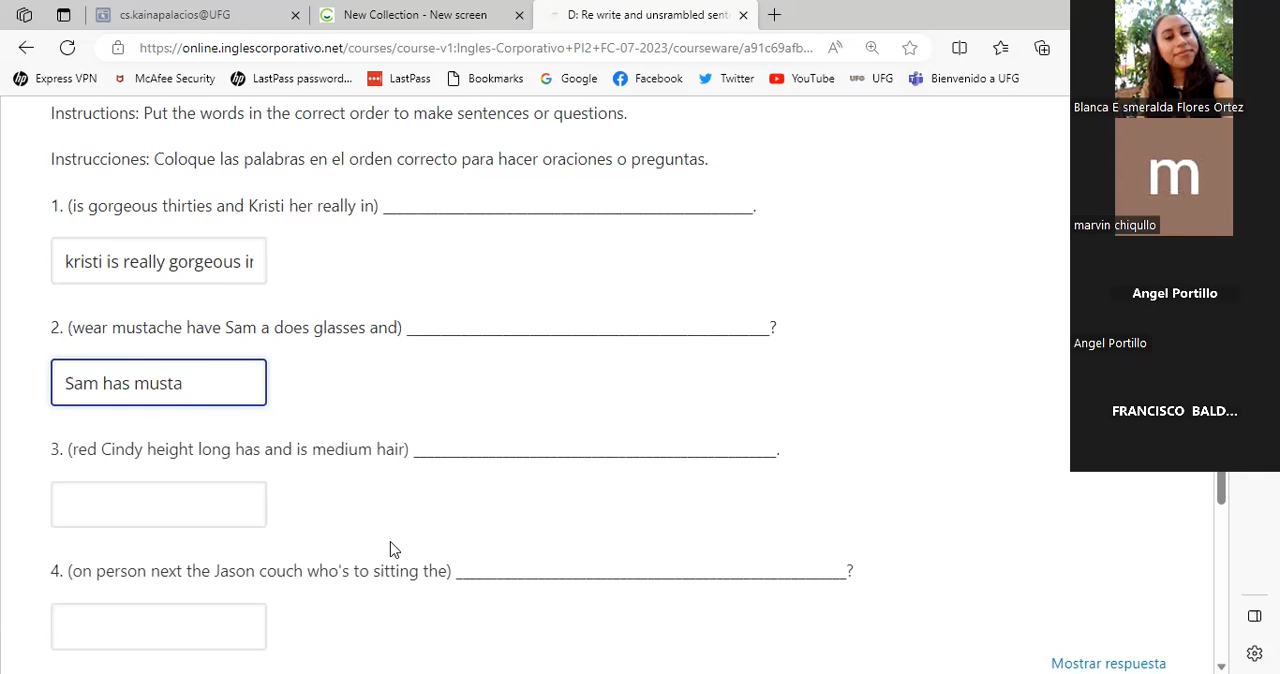 cs.kainapalacios@UFG
New Collection - New screen
D: Re write and unsrambled sent
https://online.inglescorporativo.net/courses/course-v1:Ingles-Corporativo+PI2+FC-07-2023/courseware/a91c69afb...
Express VPN
McAfee Security
LastPass password...
LastPass
Bookmarks
Google
Facebook
Twitter
YouTube
UFG
Bienvenido a UFG
Instructions: Put the words in the correct order to make sentences or questions.
Instrucciones: Coloque las palabras en el orden correcto para hacer oraciones o preguntas.
1. (is gorgeous thirties and Kristi her really in) ____________________.
kristi is really gorgeous ir
2. (wear mustache have Sam a does glasses and) ____________________?
Sam has musta
3. (red Cindy height long has and is medium hair) ____________________.
4. (on person next the Jason couch who's to sitting the) ____________________?
Mostrar respuesta
Blanca E smeralda Flores Ortez
m
marvin chiqullo
Angel Portillo
Angel Portillo
FRANCISCO BALD...